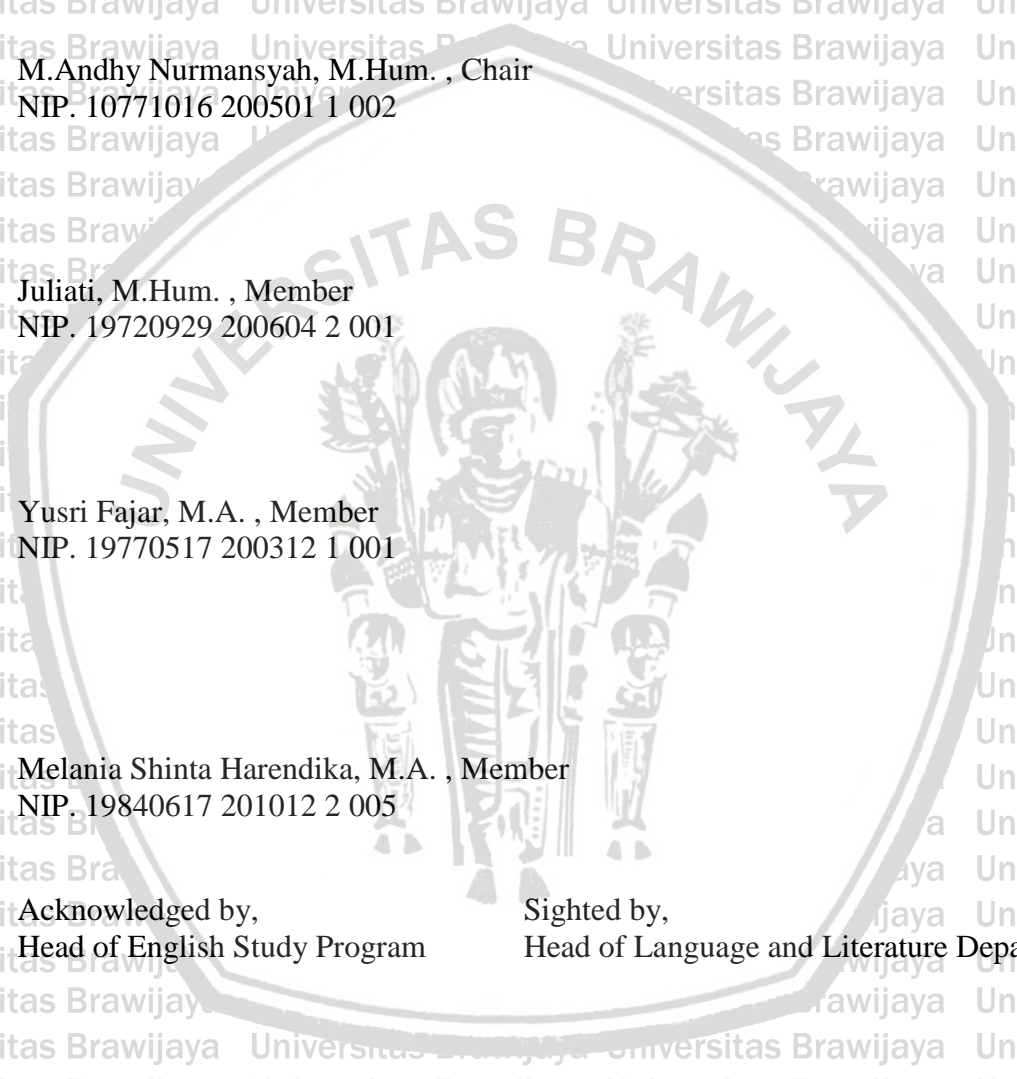 M.Andhy Nurmansyah, M.Hum. , Chair
NIP. 10771016 200501 1 002
UNIVERSITAS BRAWIJAYA
Juliati, M.Hum. , Member
NIP. 19720929 200604 2 001
Yusri Fajar, M.A. , Member
NIP. 19770517 200312 1 001
Melania Shinta Harendika, M.A. , Member
NIP. 19840617 201012 2 005
Acknowledged by, Sighted by,
Head of English Study Program Head of Language and Literature Depa